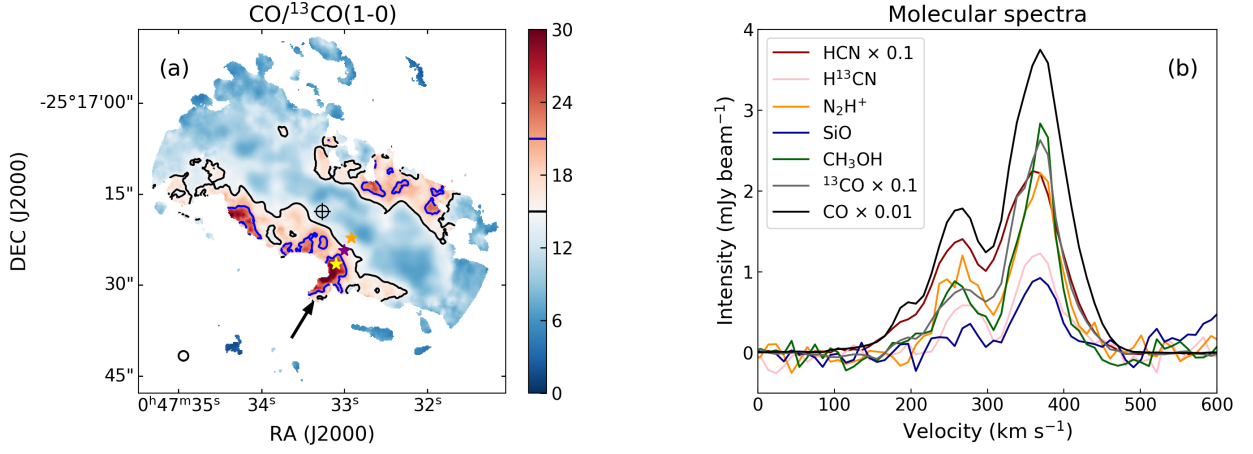 CO/¹³CO(1-0)
(a)
DEC (J2000)
-25°17'00"
15"
30"
45"
0ʰ47ᵐ35ˢ 34ˢ 33ˢ 32ˢ
RA (J2000)
30
24
18
12
6
0
Molecular spectra
(b)
Intensity (mJy beam⁻¹)
4
3
2
1
0
HCN × 0.1
H¹³CN
N₂H⁺
SiO
CH₃OH
¹³CO × 0.1
CO × 0.01
0 100 200 300 400 500 600
Velocity (km s⁻¹)